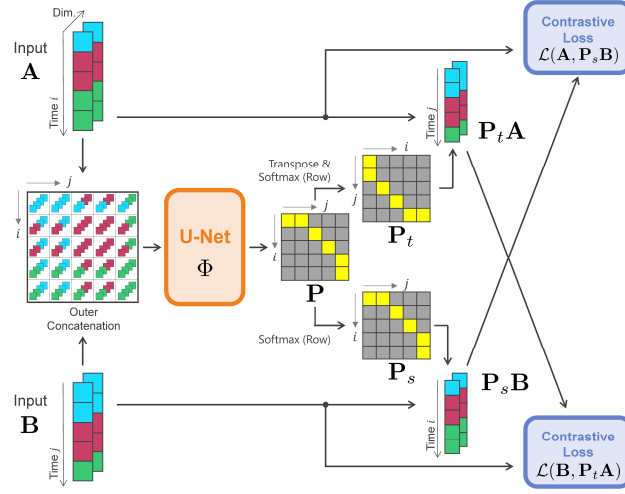 Dim.
Input
A
Time i
Contrastive
Loss
L(A, P_sB)
Time j
P_tA
j
i
Outer
Concatenation
U-Net
Φ
j
i
P
Transpose &
Softmax (Row)
i
j
P_t
Softmax (Row)
j
i
P_s
Input
B
Time j
Time i
P_sB
Contrastive
Loss
L(B, P_tA)